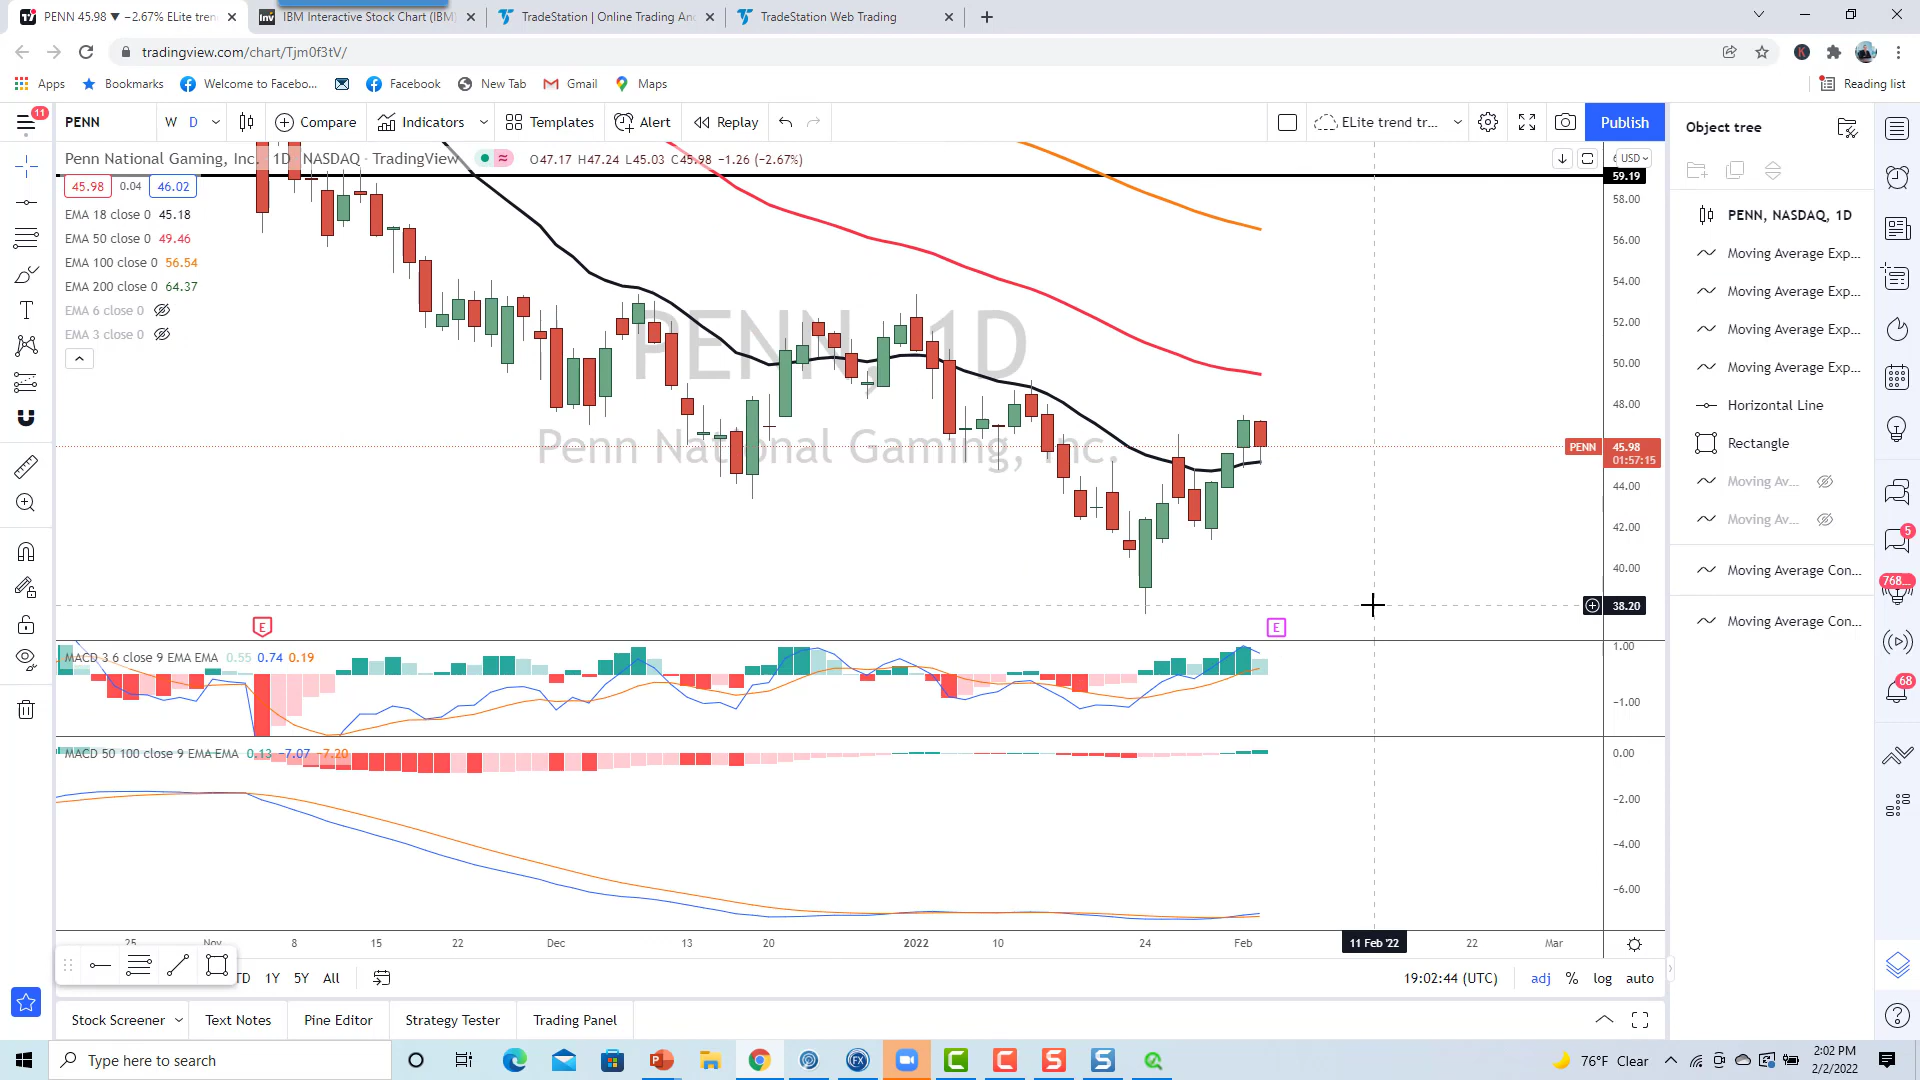 PENN 45.98 ▼ −2.67% ELite tren
IBM Interactive Stock Chart (IBM)
TradeStation | Online Trading And
TradeStation Web Trading
tradingview.com/chart/Tjm0f3tV/
Apps
Bookmarks
Welcome to Facebo...
Facebook
New Tab
Gmail
Maps
Reading list
11
PENN
W
D
Compare
Indicators
Templates
Alert
Replay
ELite trend tr...
Publish
Object tree
Penn National Gaming, Inc. · 1D · NASDAQ · TradingView
O47.17 H47.24 L45.03 C45.98 −1.26 (−2.67%)
USD
45.98
0.04
46.02
EMA 18 close 0 45.18
EMA 50 close 0 49.46
EMA 100 close 0 56.54
EMA 200 close 0 64.37
EMA 6 close 0
EMA 3 close 0
PENN, 1D
Penn National Gaming, Inc.
59.19
58.00
56.00
54.00
52.00
50.00
48.00
PENN
45.98
01:57:15
44.00
42.00
40.00
38.20
E
E
MACD 3 6 close 9 EMA EMA 0.55 0.74 0.19
1.00
−1.00
MACD 50 100 close 9 EMA EMA 0.13 −7.07 −7.20
0.00
−2.00
−4.00
−6.00
25
Nov
8
15
22
Dec
13
20
2022
10
24
Feb
11 Feb '22
22
Mar
TD
1Y
5Y
All
19:02:44 (UTC)
adj
%
log
auto
Stock Screener
Text Notes
Pine Editor
Strategy Tester
Trading Panel
PENN, NASDAQ, 1D
Moving Average Exp...
Moving Average Exp...
Moving Average Exp...
Moving Average Exp...
Horizontal Line
Rectangle
Moving Av...
Moving Av...
Moving Average Con...
Moving Average Con...
5
768...
68
Type here to search
76°F Clear
2:02 PM
2/2/2022